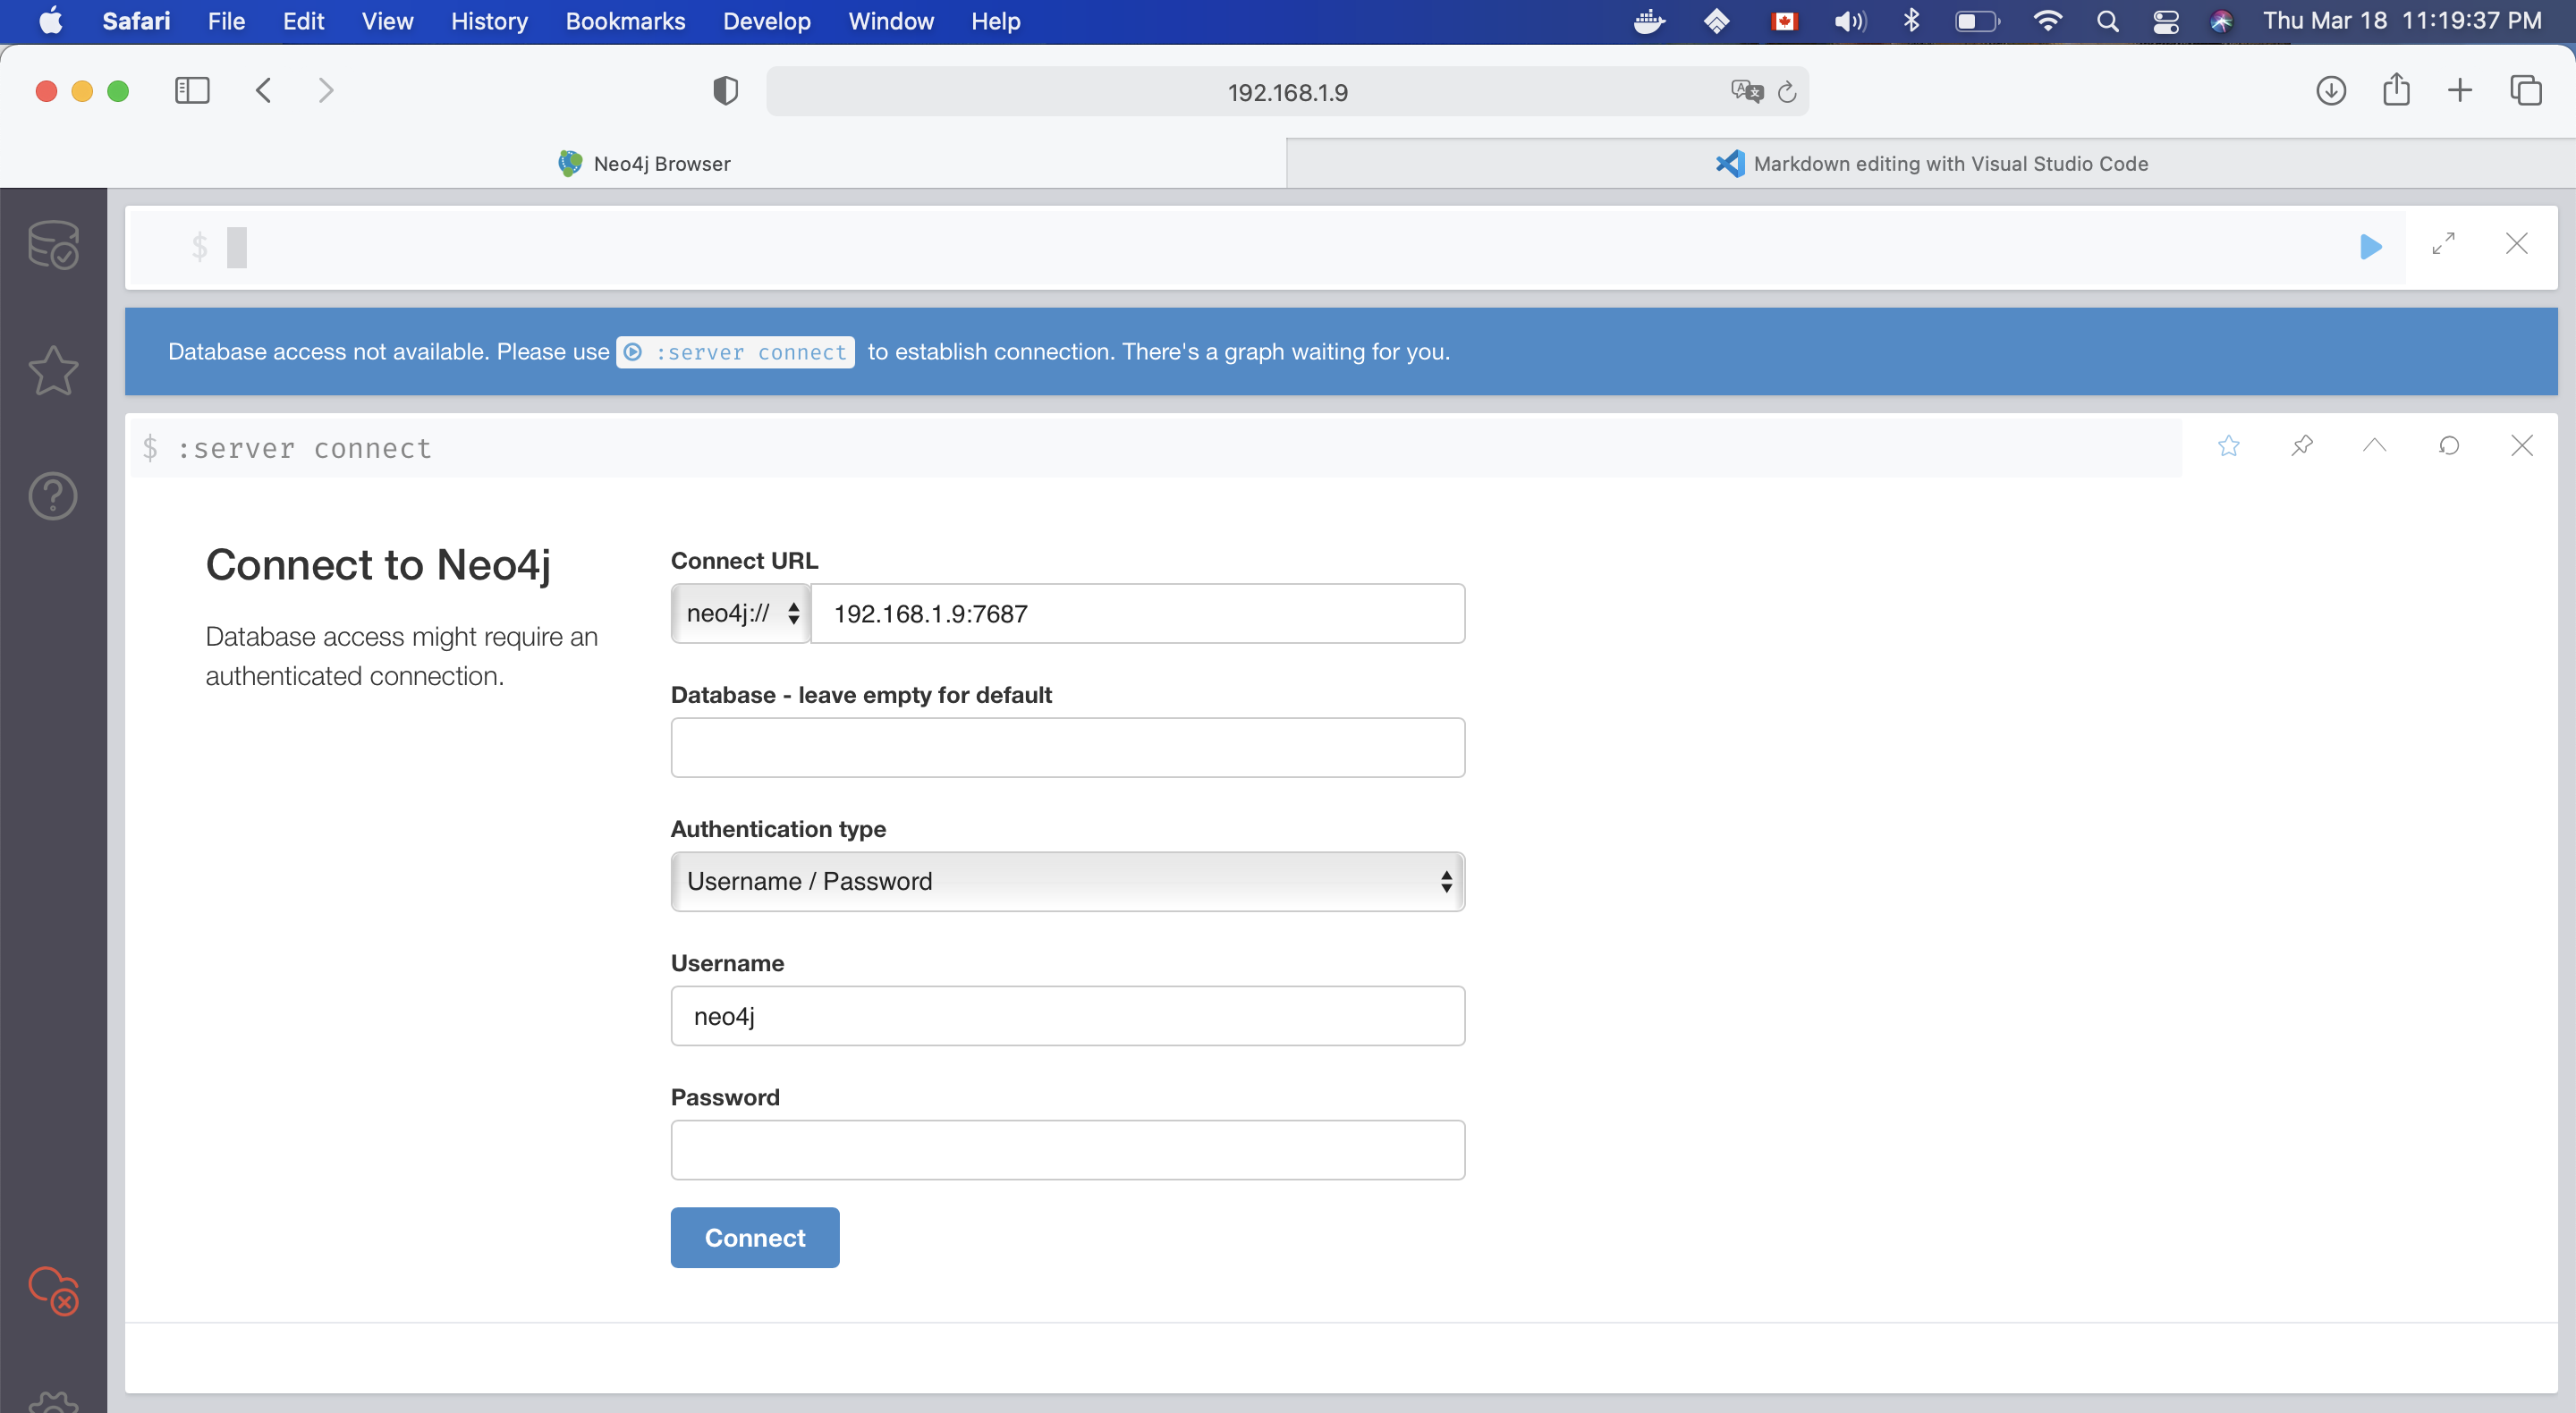 Safari File Edit View History Bookmarks Develop Window Help Thu Mar 18 11:19:37 PM
192.168.1.9
Neo4j Browser
Markdown editing with Visual Studio Code
$
Database access not available. Please use :server connect to establish connection. There's a graph waiting for you.
$ :server connect
Connect to Neo4j
Database access might require an
authenticated connection.
Connect URL
neo4j:// 192.168.1.9:7687
Database - leave empty for default
Authentication type
Username / Password
Username
neo4j
Password
Connect